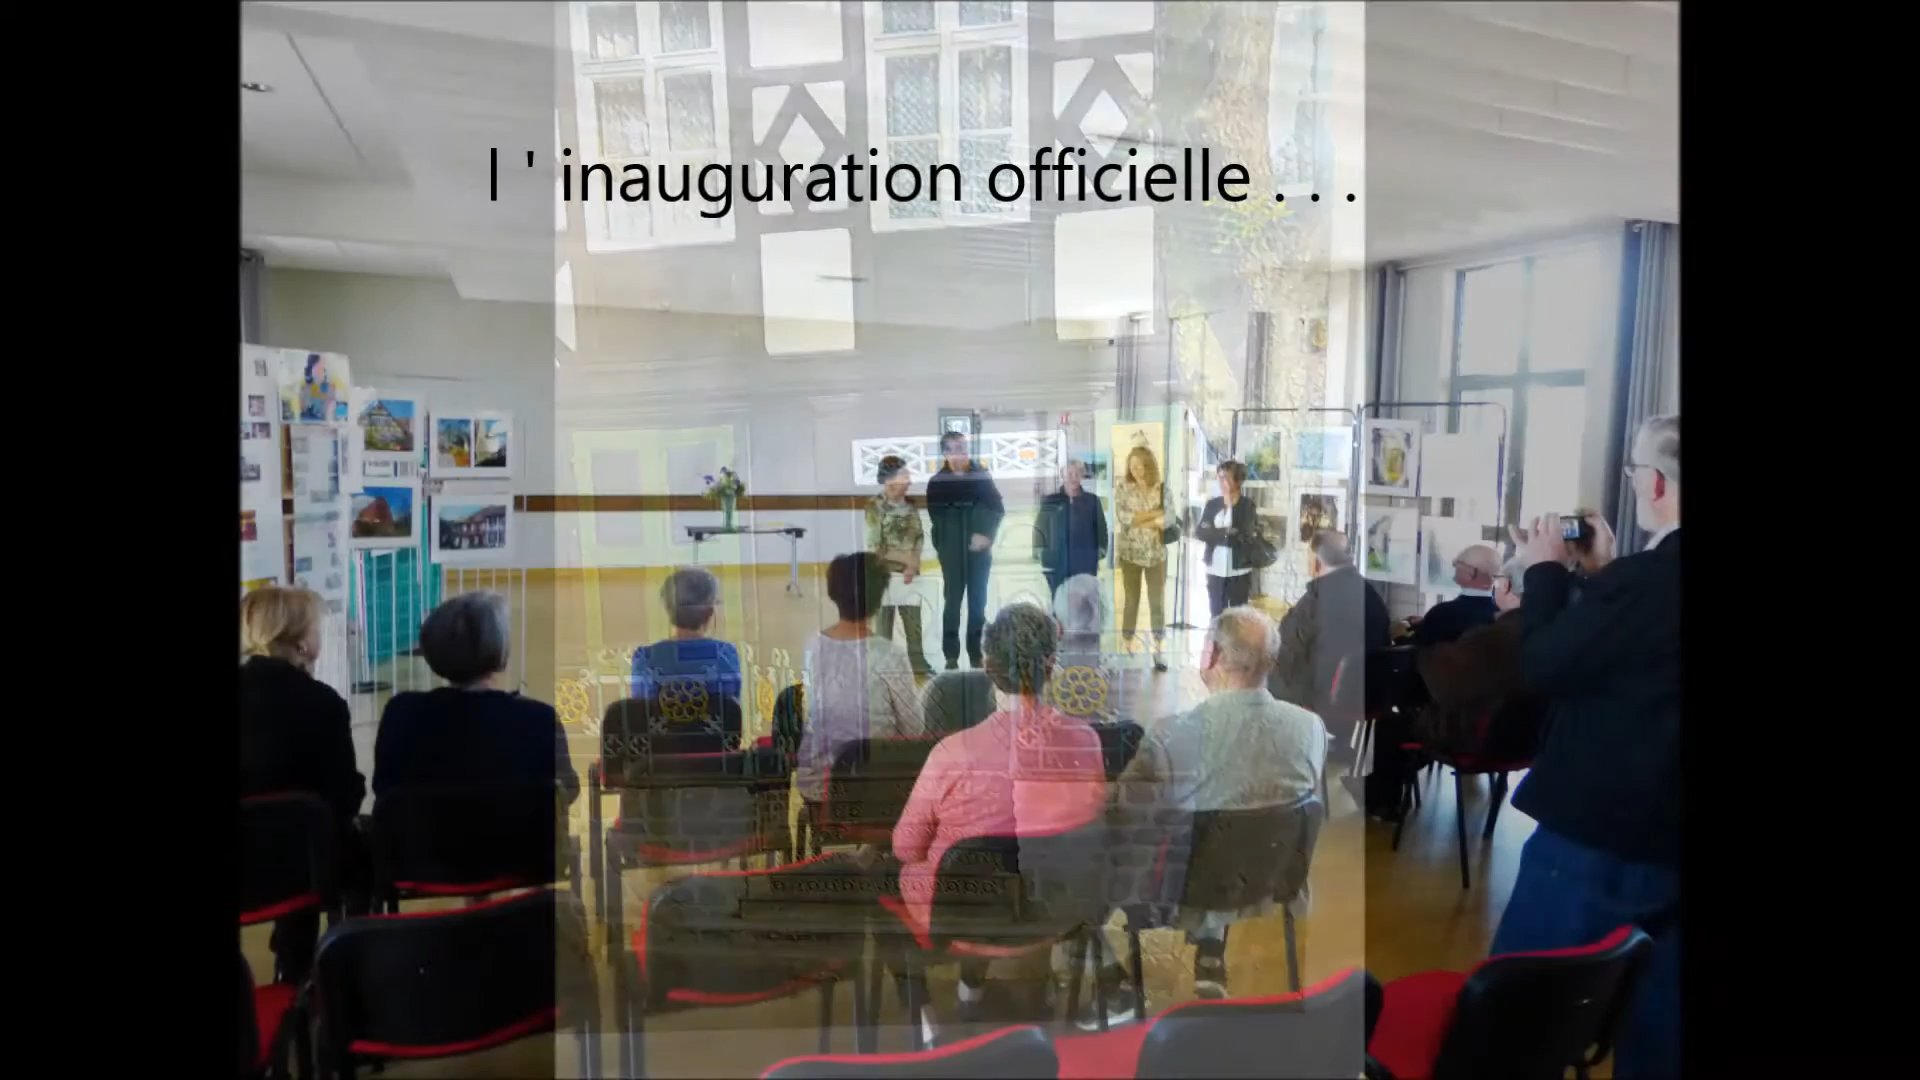 l ' inauguration officielle . . .